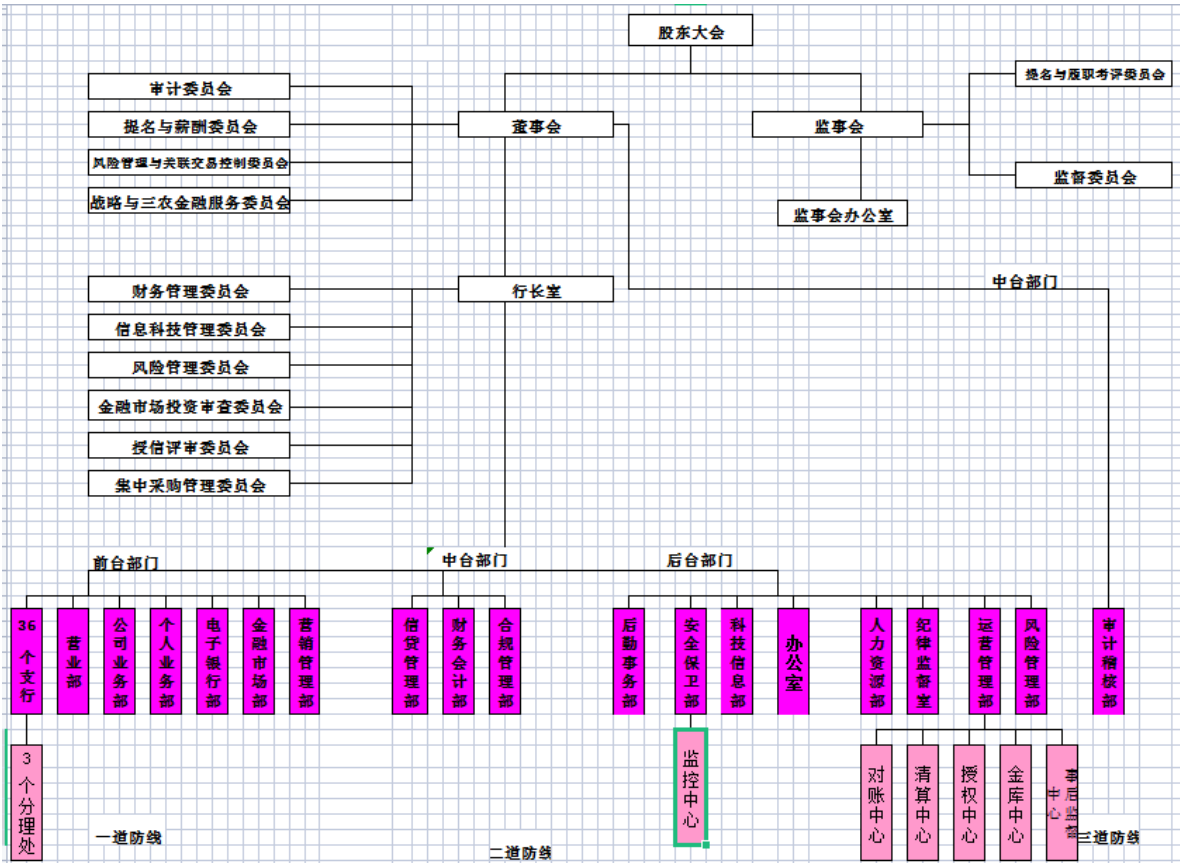 股东大会
提名与履职考评委员会
审计委员会
提名与薪酬委员会
董事会
监事会
风险管理与关联交易控制委员会
监督委员会
战略与三农金融服务委员会
监事会办公室
中台部门
财务管理委员会
行长室
信息科技管理委员会
风险管理委员会
金融市场投资审查委员会
授信评审委员会
集中采购管理委员会
前台部门
中台部门
后台部门
36个支行
营业部
公司业务部
个人业务部
电子银行部
金融市场部
营销管理部
信贷管理部
财务会计部
合规管理部
后勤事务部
安全保卫部
科技信息部
办公室
人力资源部
纪律监督室
运营管理部
风险管理部
审计稽核部
3个分理处
监控中心
对账中心
清算中心
授权中心
金库中心
事后监督中心
一道防线
二道防线
三道防线